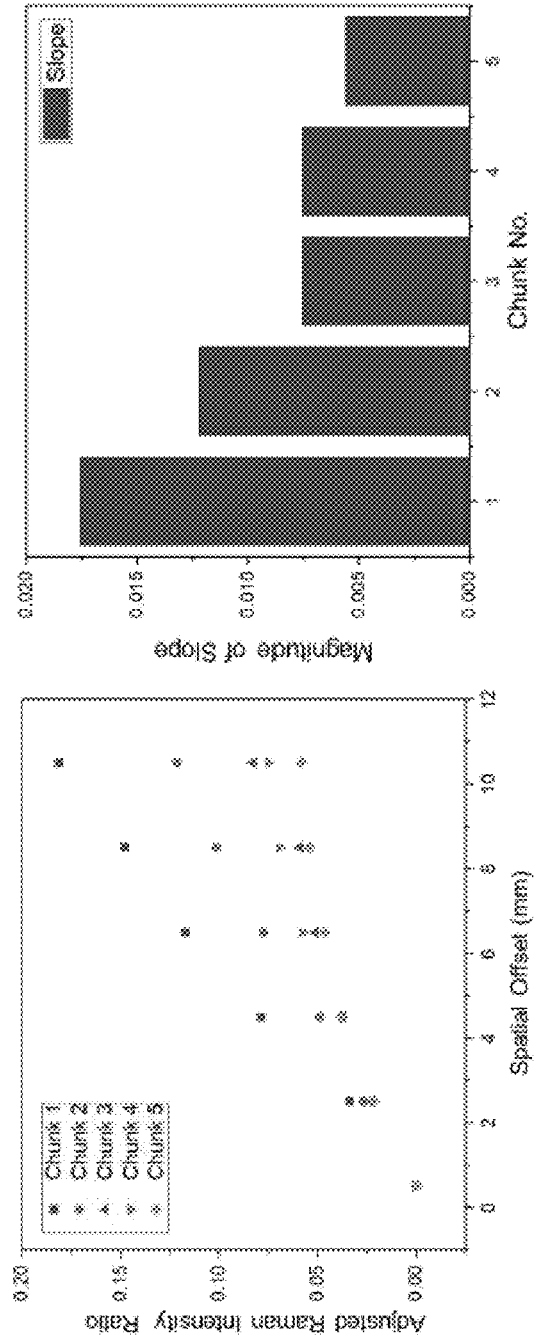 Adjusted Raman Intensity
Ratio
0.20
0.15
0.10
0.05
0.00
Chunk 1
Chunk 2
Chunk 3
Chunk 4
Chunk 5
0 2 4 6 8 10 12
Spatial Offset (mm)
Magnitude of Slope
0.020
0.015
0.010
0.005
0.000
Slope
1 2 3 4 5
Chunk No.